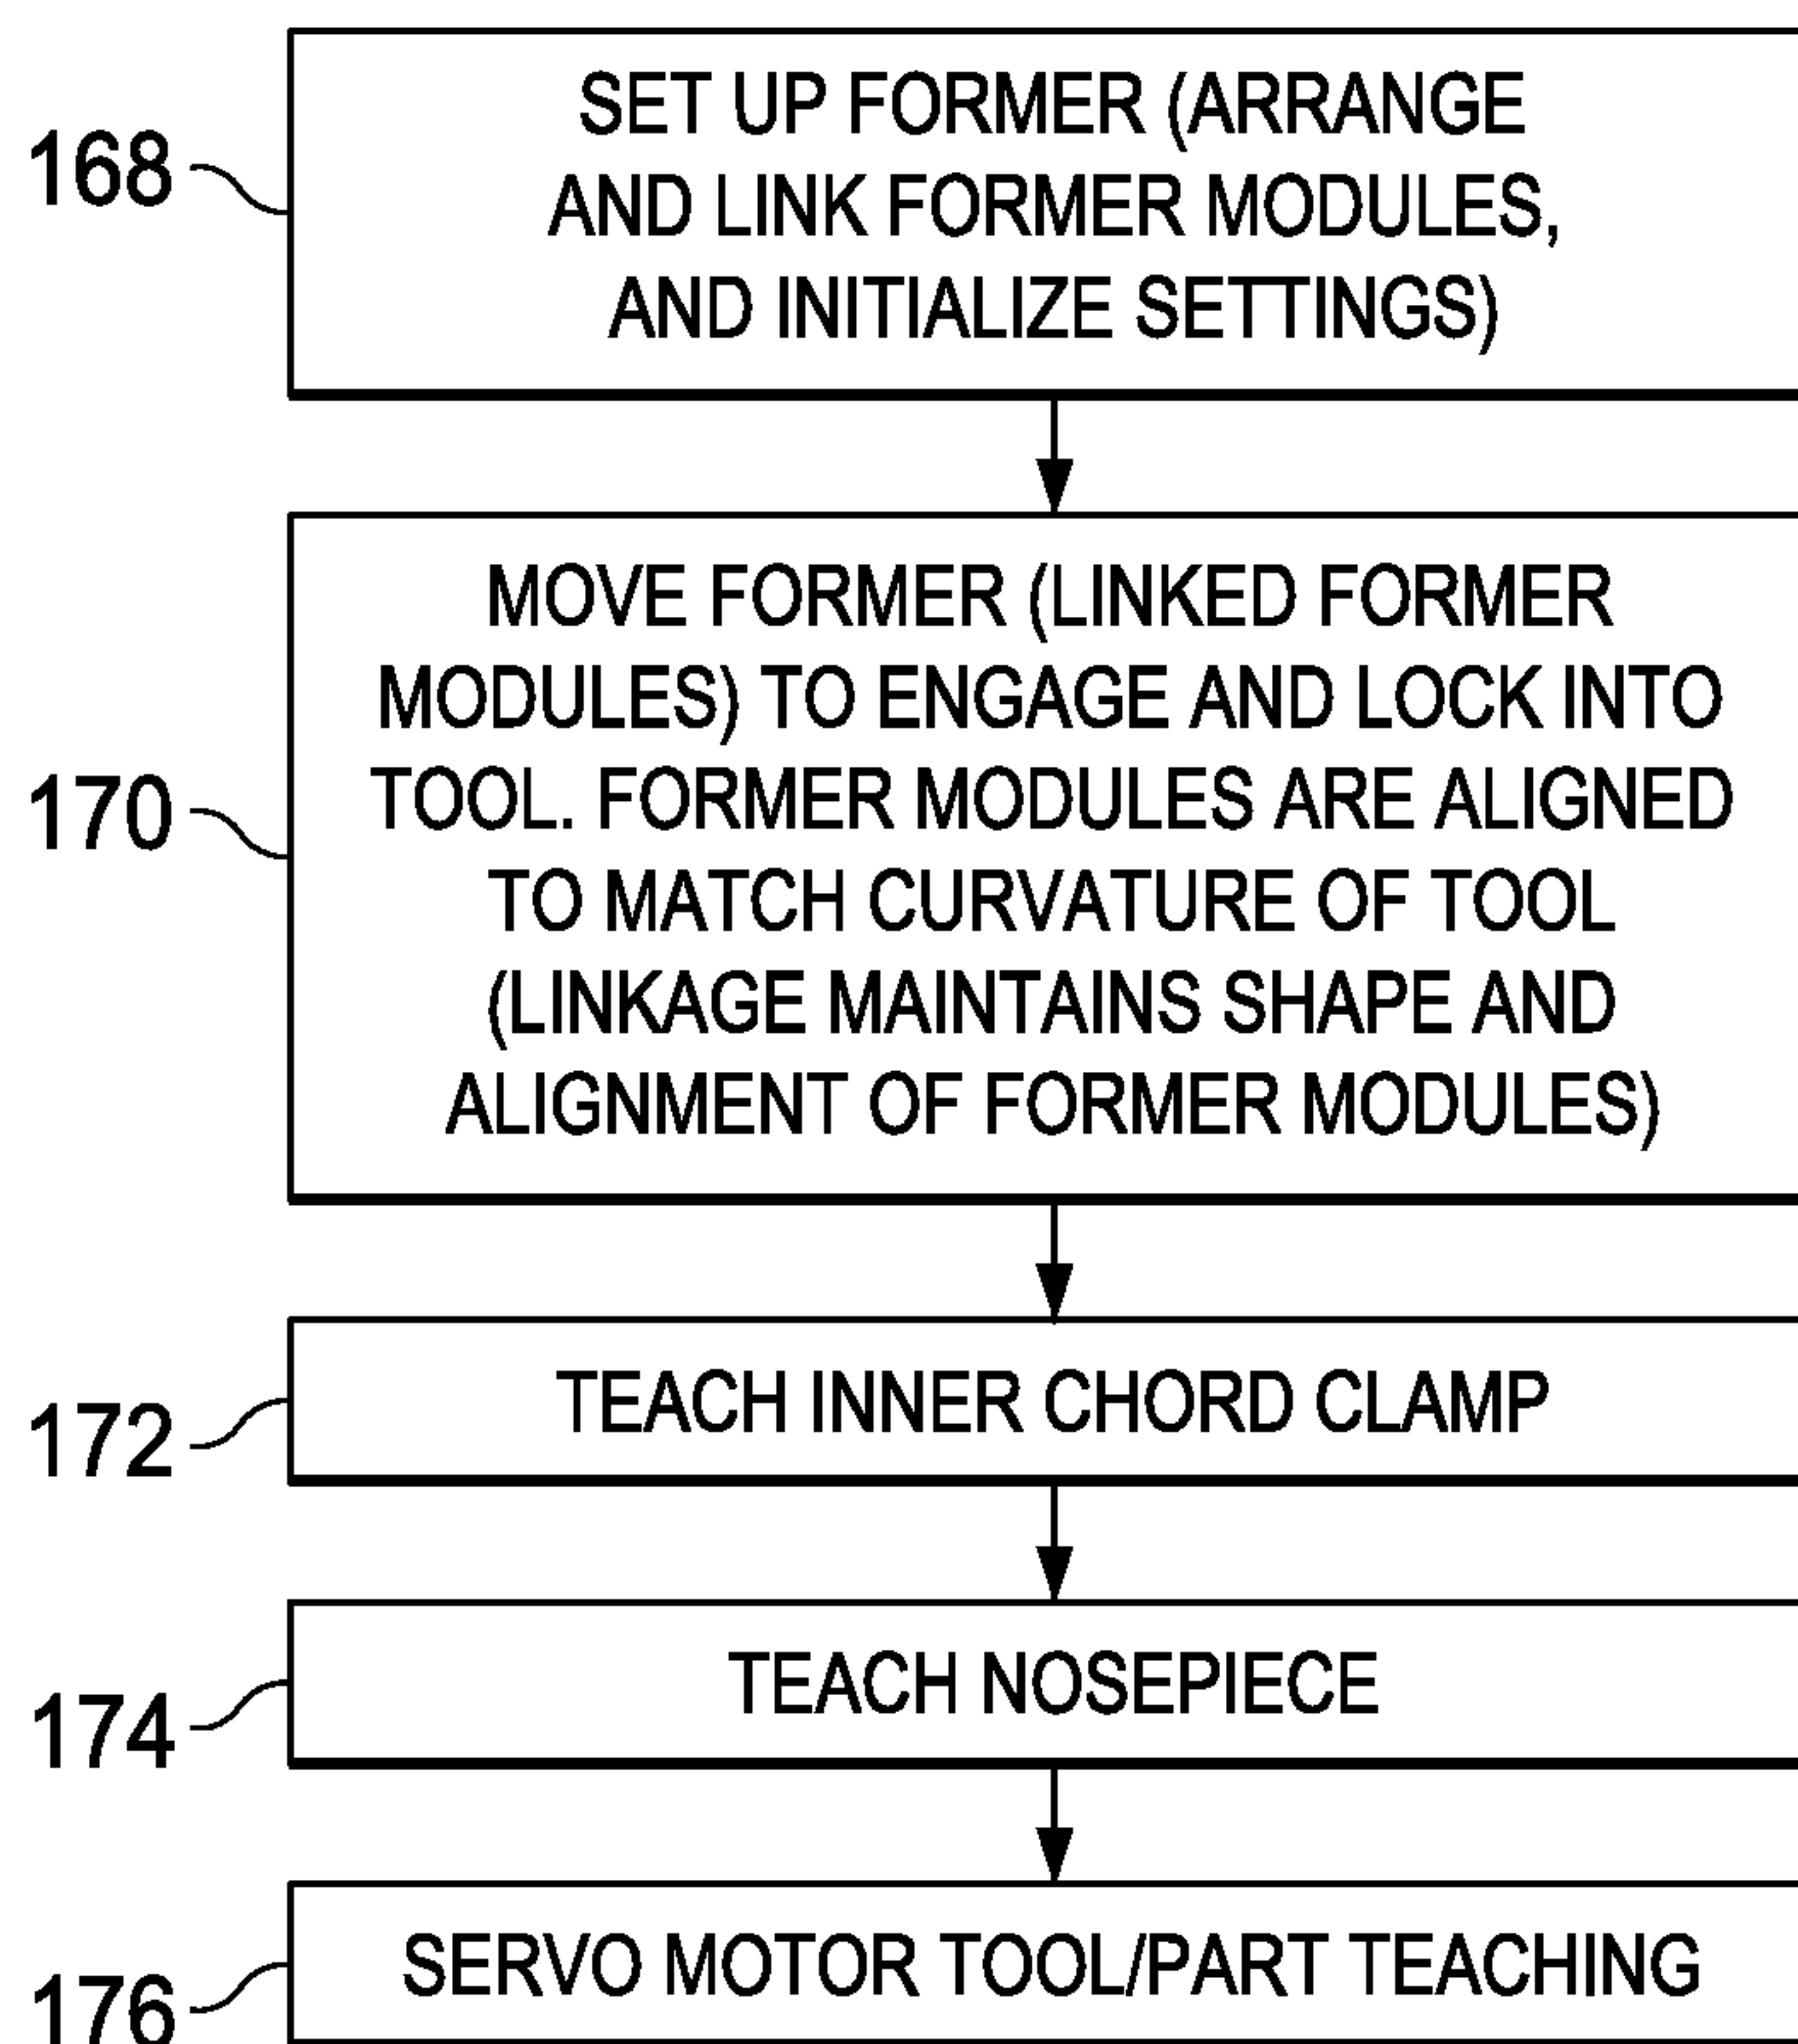 168
SET UP FORMER (ARRANGE
AND LINK FORMER MODULES,
AND INITIALIZE SETTINGS)
170
MOVE FORMER (LINKED FORMER
MODULES) TO ENGAGE AND LOCK INTO
TOOL. FORMER MODULES ARE ALIGNED
TO MATCH CURVATURE OF TOOL
(LINKAGE MAINTAINS SHAPE AND
ALIGNMENT OF FORMER MODULES)
172
TEACH INNER CHORD CLAMP
174
TEACH NOSEPIECE
176
SERVO MOTOR TOOL/PART TEACHING